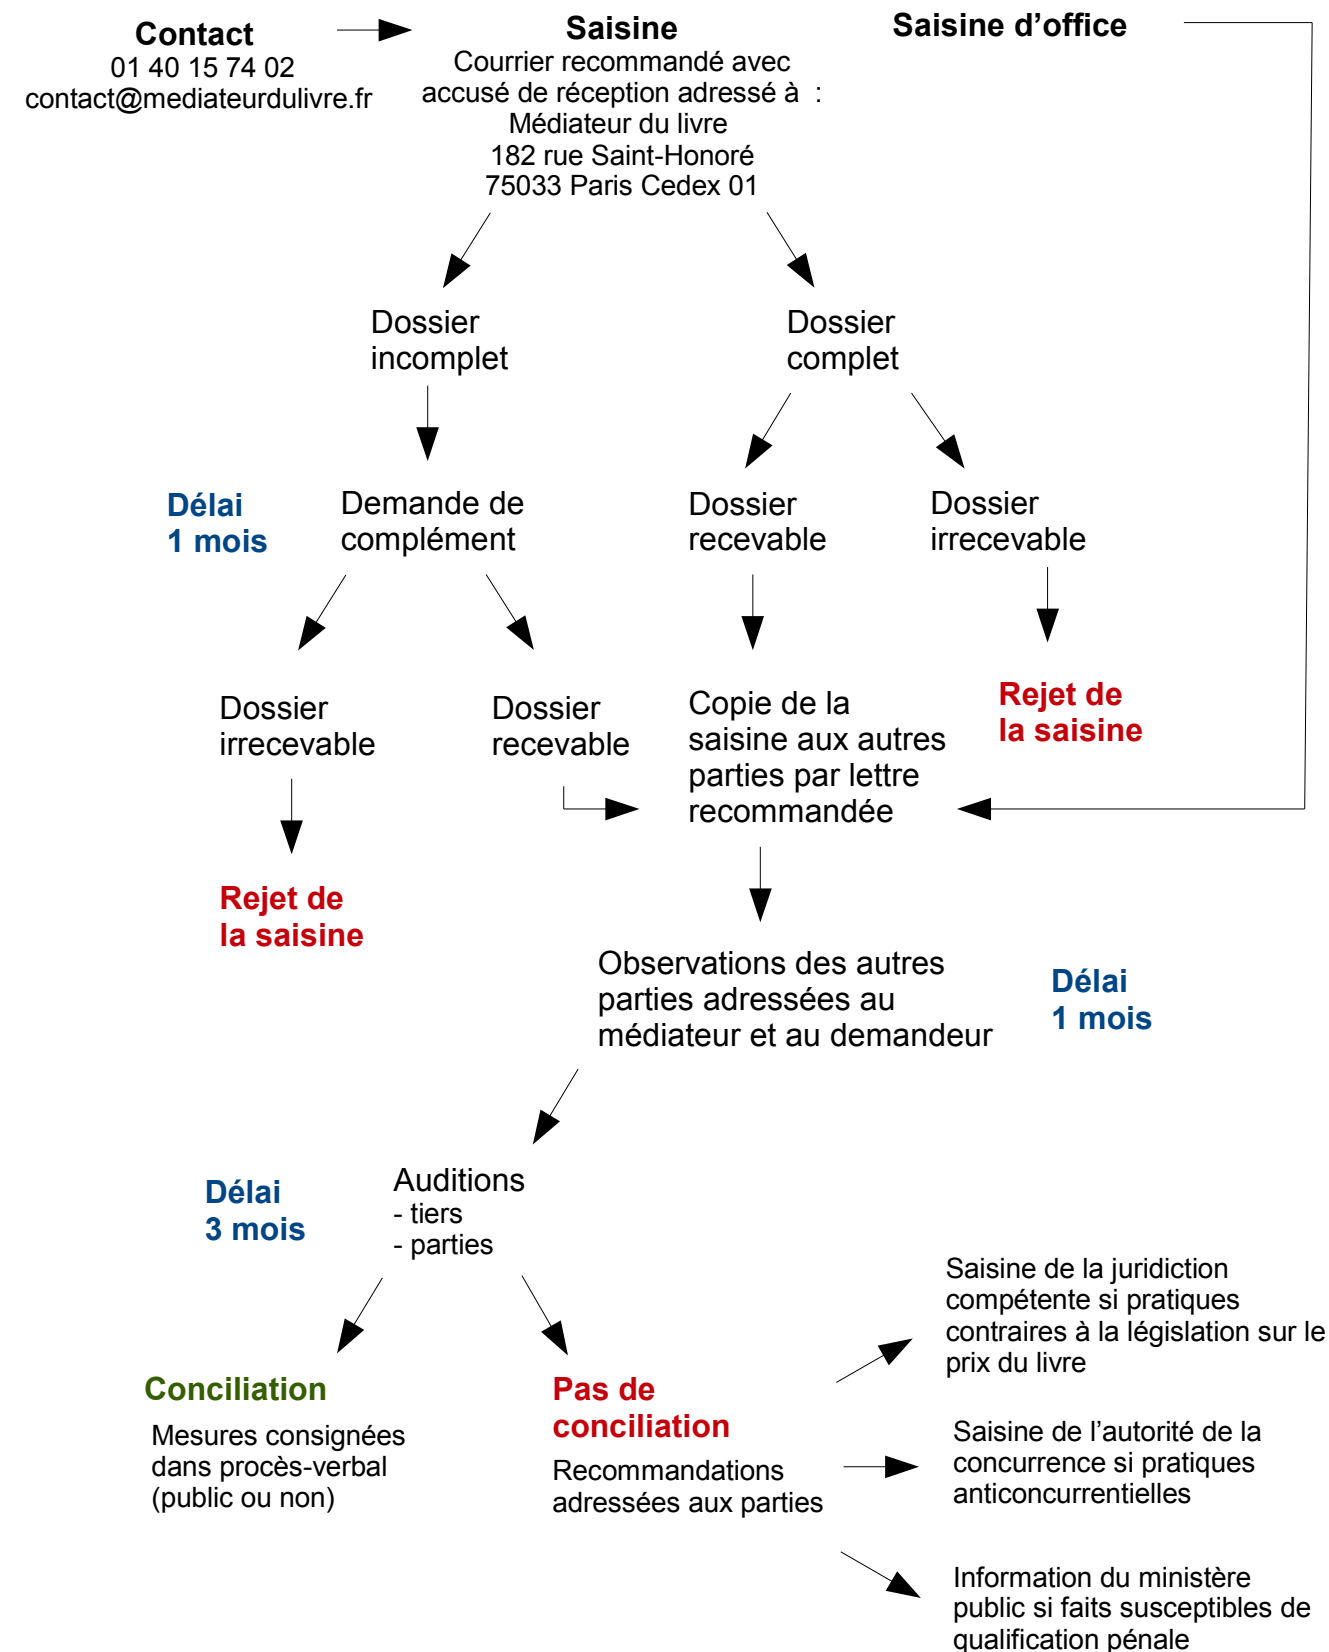 Contact
01 40 15 74 02
contact@mediateurdulivre.fr
Saisine
Courrier recommandé avec
accusé de réception adressé à :
Médiateur du livre
182 rue Saint-Honoré
75033 Paris Cedex 01
Saisine d’office
Dossier
incomplet
Dossier
complet
Délai
1 mois
Demande de
complément
Dossier
recevable
Dossier
irrecevable
Dossier
irrecevable
Dossier
recevable
Copie de la
saisine aux autres
parties par lettre
recommandée
Rejet de
la saisine
Rejet de
la saisine
Observations des autres
parties adressées au
médiateur et au demandeur
Délai
1 mois
Délai
3 mois
Auditions
- tiers
- parties
Conciliation
Mesures consignées
dans procès-verbal
(public ou non)
Pas de
conciliation
Recommandations
adressées aux parties
Saisine de la juridiction
compétente si pratiques
contraires à la législation sur le
prix du livre
Saisine de l’autorité de la
concurrence si pratiques
anticoncurrentielles
Information du ministère
public si faits susceptibles de
qualification pénale